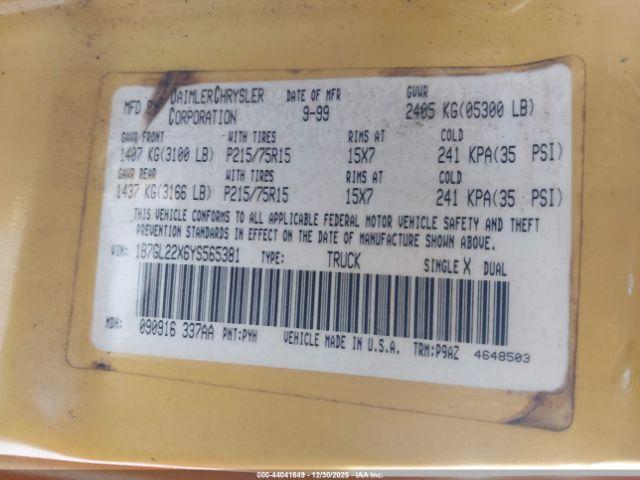 MFD BY DAIMLERCHRYSLER CORPORATION DATE OF MFR 9-99 GVWR 2405 KG(05300 LB)
GAWR FRONT WITH TIRES RIMS AT COLD
1407 KG(3100 LB) P215/75R15 15X7 241 KPA(35 PSI)
GAWR REAR WITH TIRES RIMS AT COLD
1437 KG(3166 LB) P215/75R15 15X7 241 KPA(35 PSI)
THIS VEHICLE CONFORMS TO ALL APPLICABLE FEDERAL MOTOR VEHICLE SAFETY AND THEFT
PREVENTION STANDARDS IN EFFECT ON THE DATE OF MANUFACTURE SHOWN ABOVE.
VIN: 1B7GL22X6YS565381 TYPE: TRUCK SINGLE X DUAL
MDH: 090916 337AA PNT:PYH VEHICLE MADE IN U.S.A. TRM:P9AZ 4648503
000-44041649 - 12/30/2025 - IAA Inc.